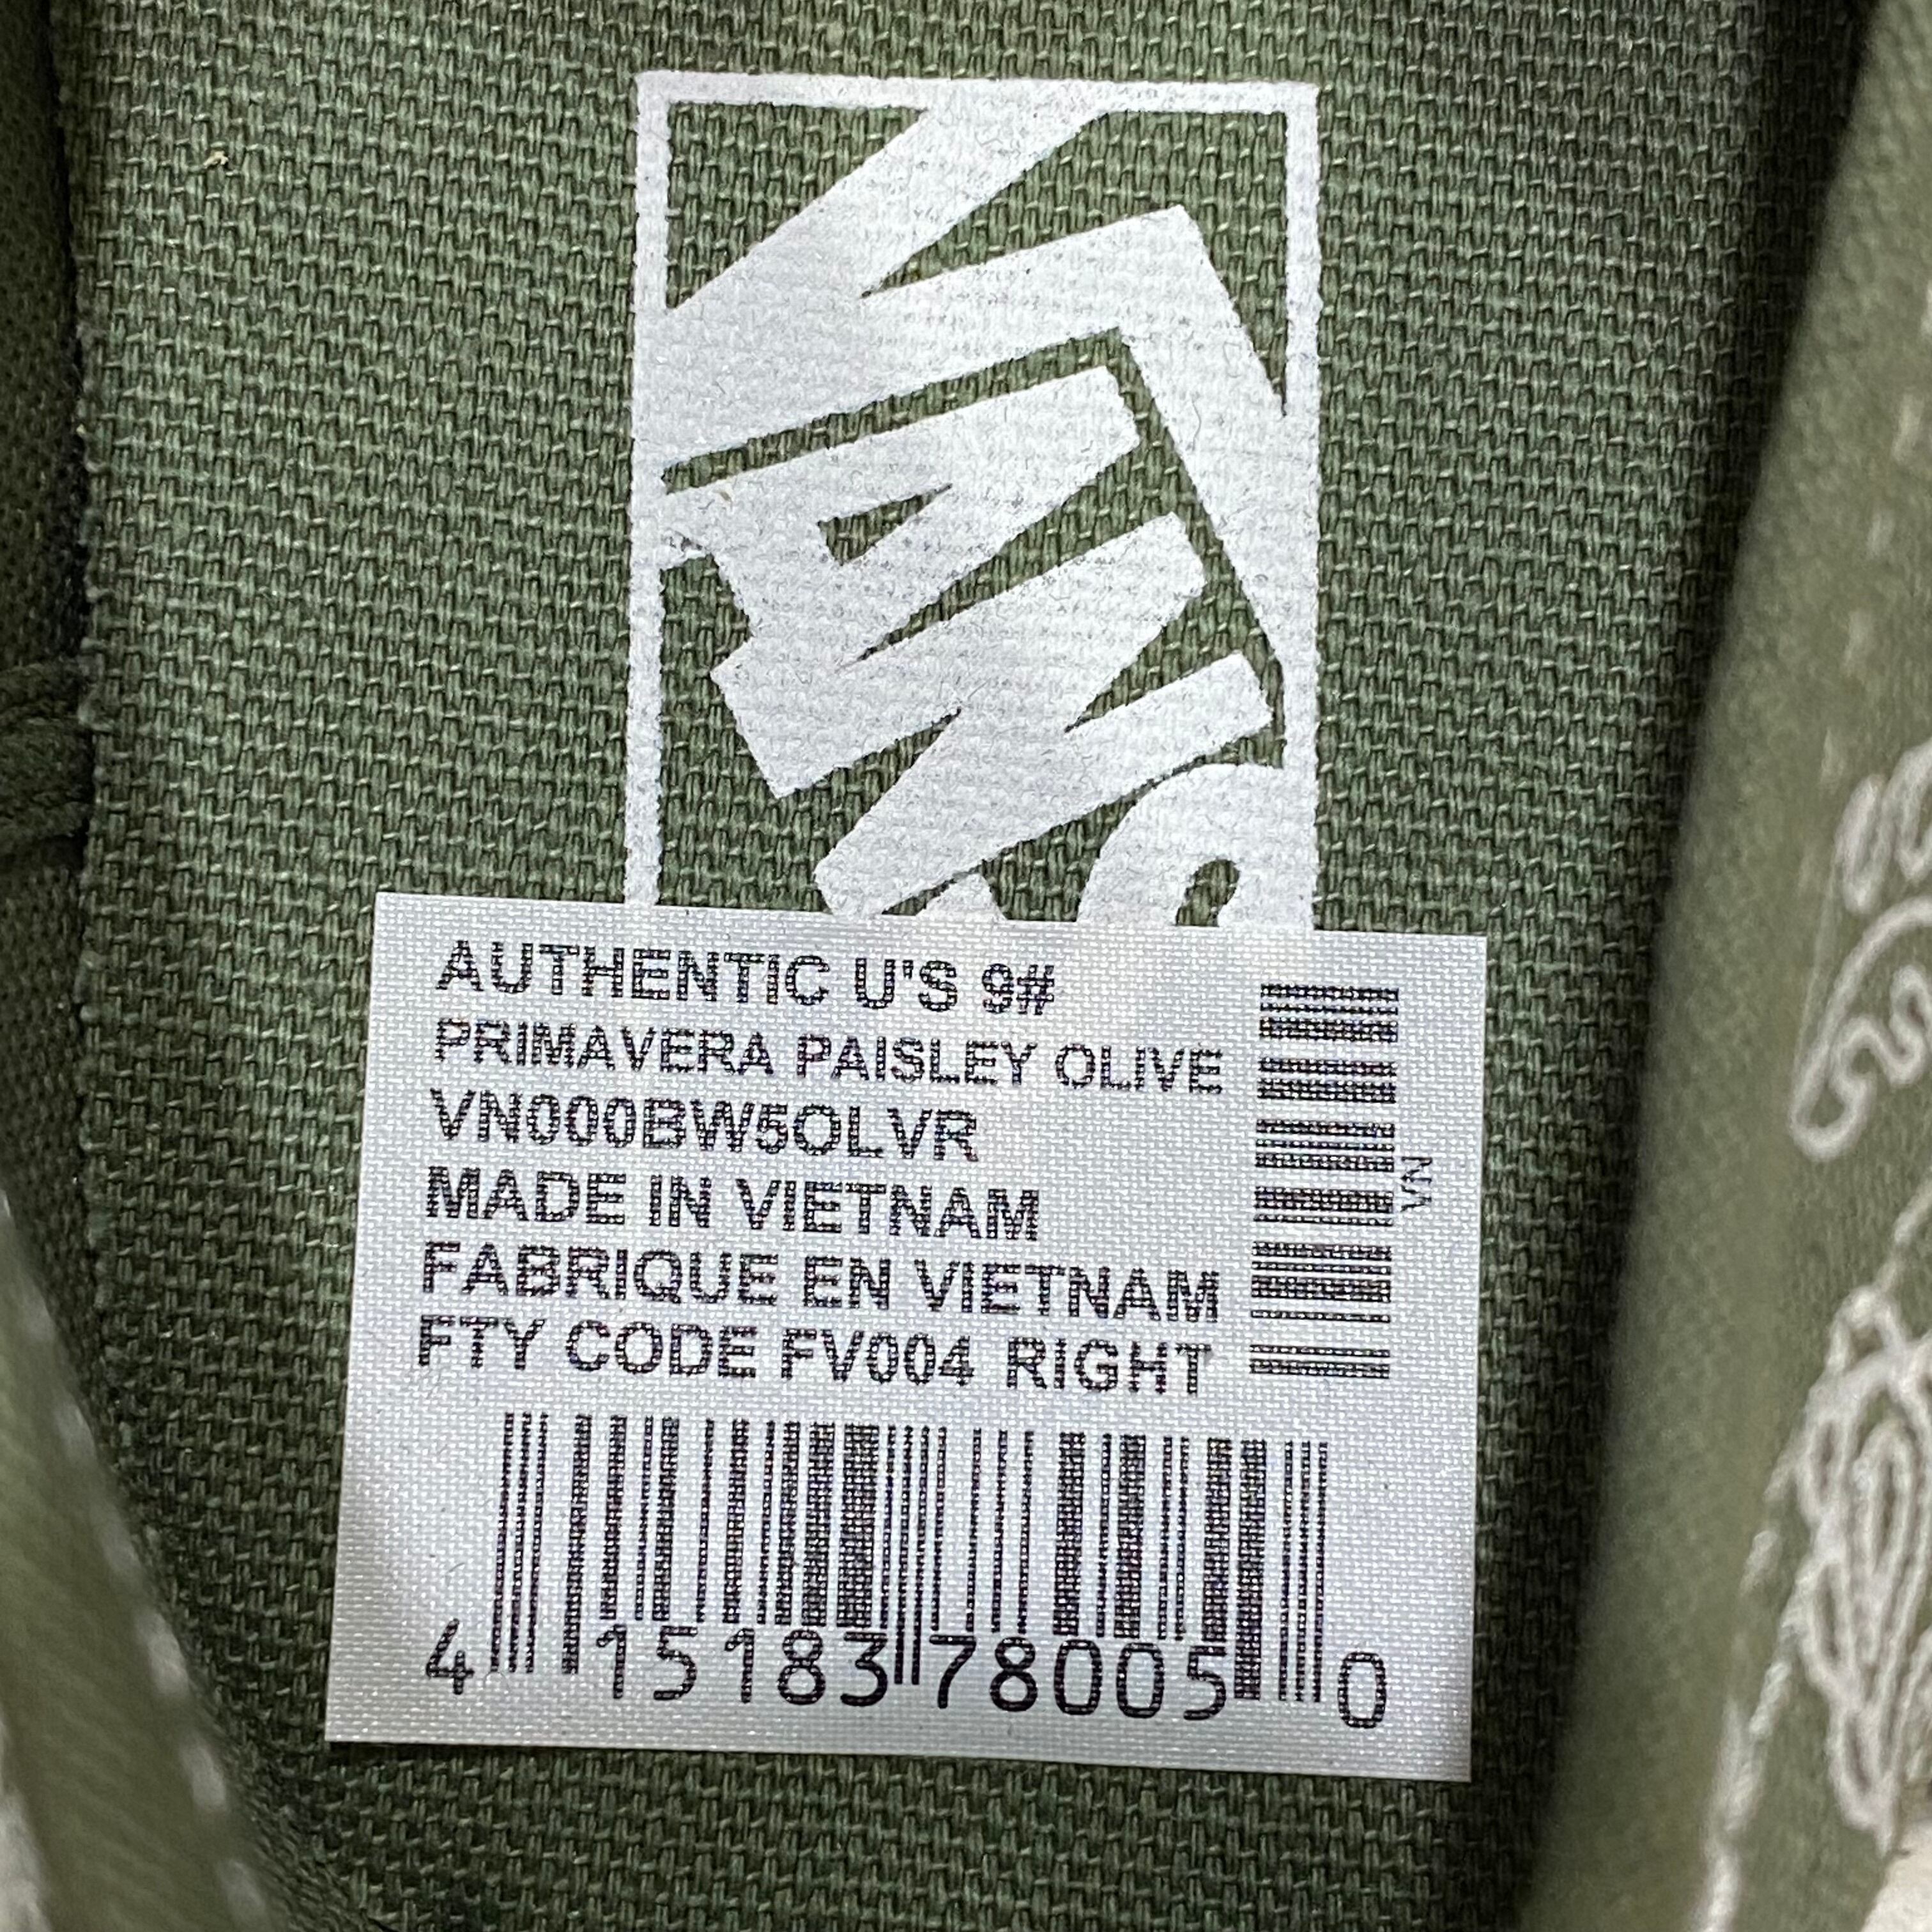 VANS
AUTHENTIC U'S 9#
PRIMAVERA PAISLEY OLIVE
VN000BW5OLVR
MADE IN VIETNAM
FABRIQUE EN VIETNAM
FTY CODE FV004 RIGHT
VN
4 15183 78005 0